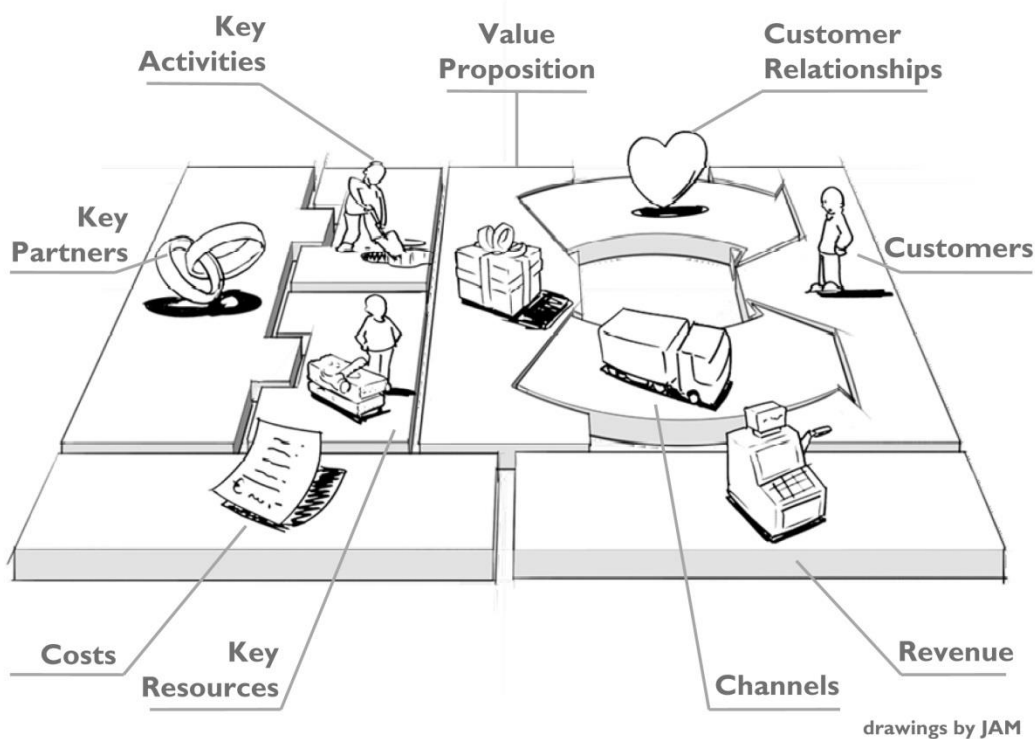 Key
Activities
Value
Proposition
Customer
Relationships
Key
Partners
Customers
Costs
Key
Resources
Channels
Revenue
drawings by JAM